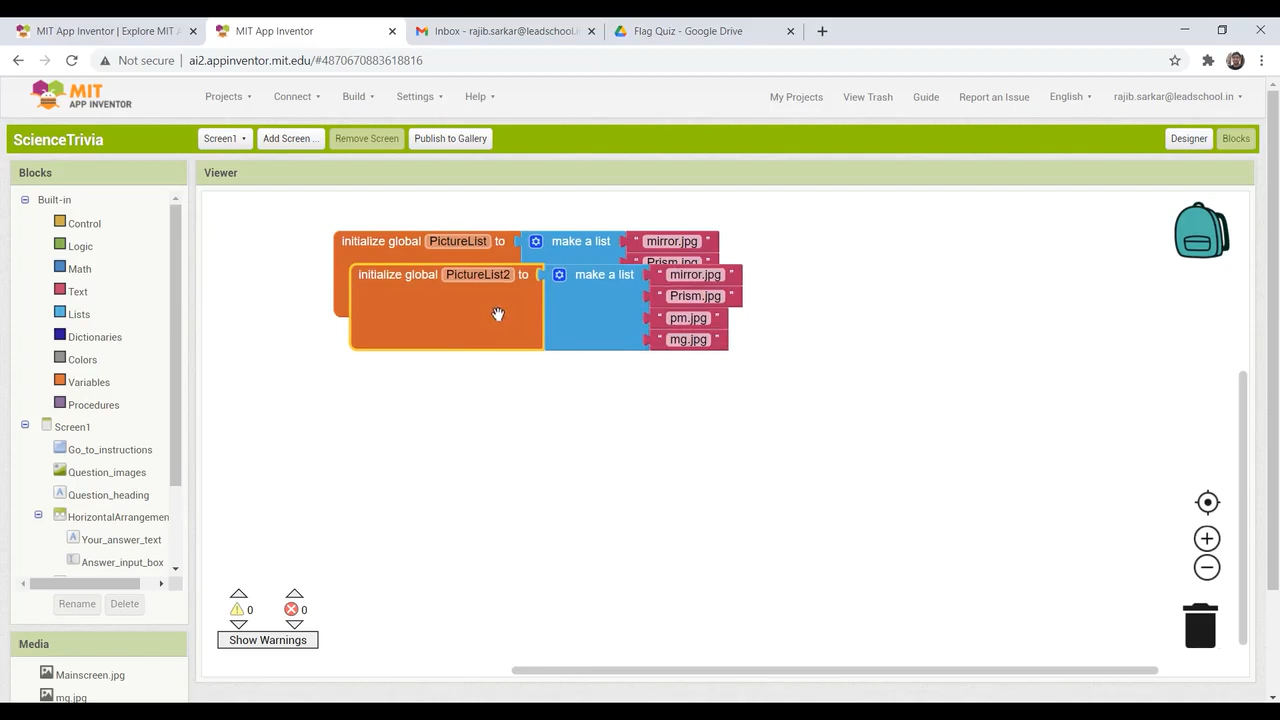 MIT App Inventor | Explore MIT A
MIT App Inventor
Inbox - rajib.sarkar@leadschool.
Flag Quiz - Google Drive
Not secure
ai2.appinventor.mit.edu/#4870670883618816
MIT
APP INVENTOR
Projects
Connect
Build
Settings
Help
My Projects
View Trash
Guide
Report an Issue
English
rajib.sarkar@leadschool.in
ScienceTrivia
Screen1
Add Screen ...
Remove Screen
Publish to Gallery
Designer
Blocks
Blocks
Viewer
Built-in
Control
Logic
Math
Text
Lists
Dictionaries
Colors
Variables
Procedures
Screen1
Go_to_instructions
Question_images
Question_heading
HorizontalArrangemen
Your_answer_text
Answer_input_box
Rename
Delete
Media
Mainscreen.jpg
mg.jpg
initialize global PictureList to make a list " mirror.jpg "
" Prism.jpg "
initialize global PictureList2 to make a list " mirror.jpg "
" Prism.jpg "
" pm.jpg "
" mg.jpg "
0
0
Show Warnings